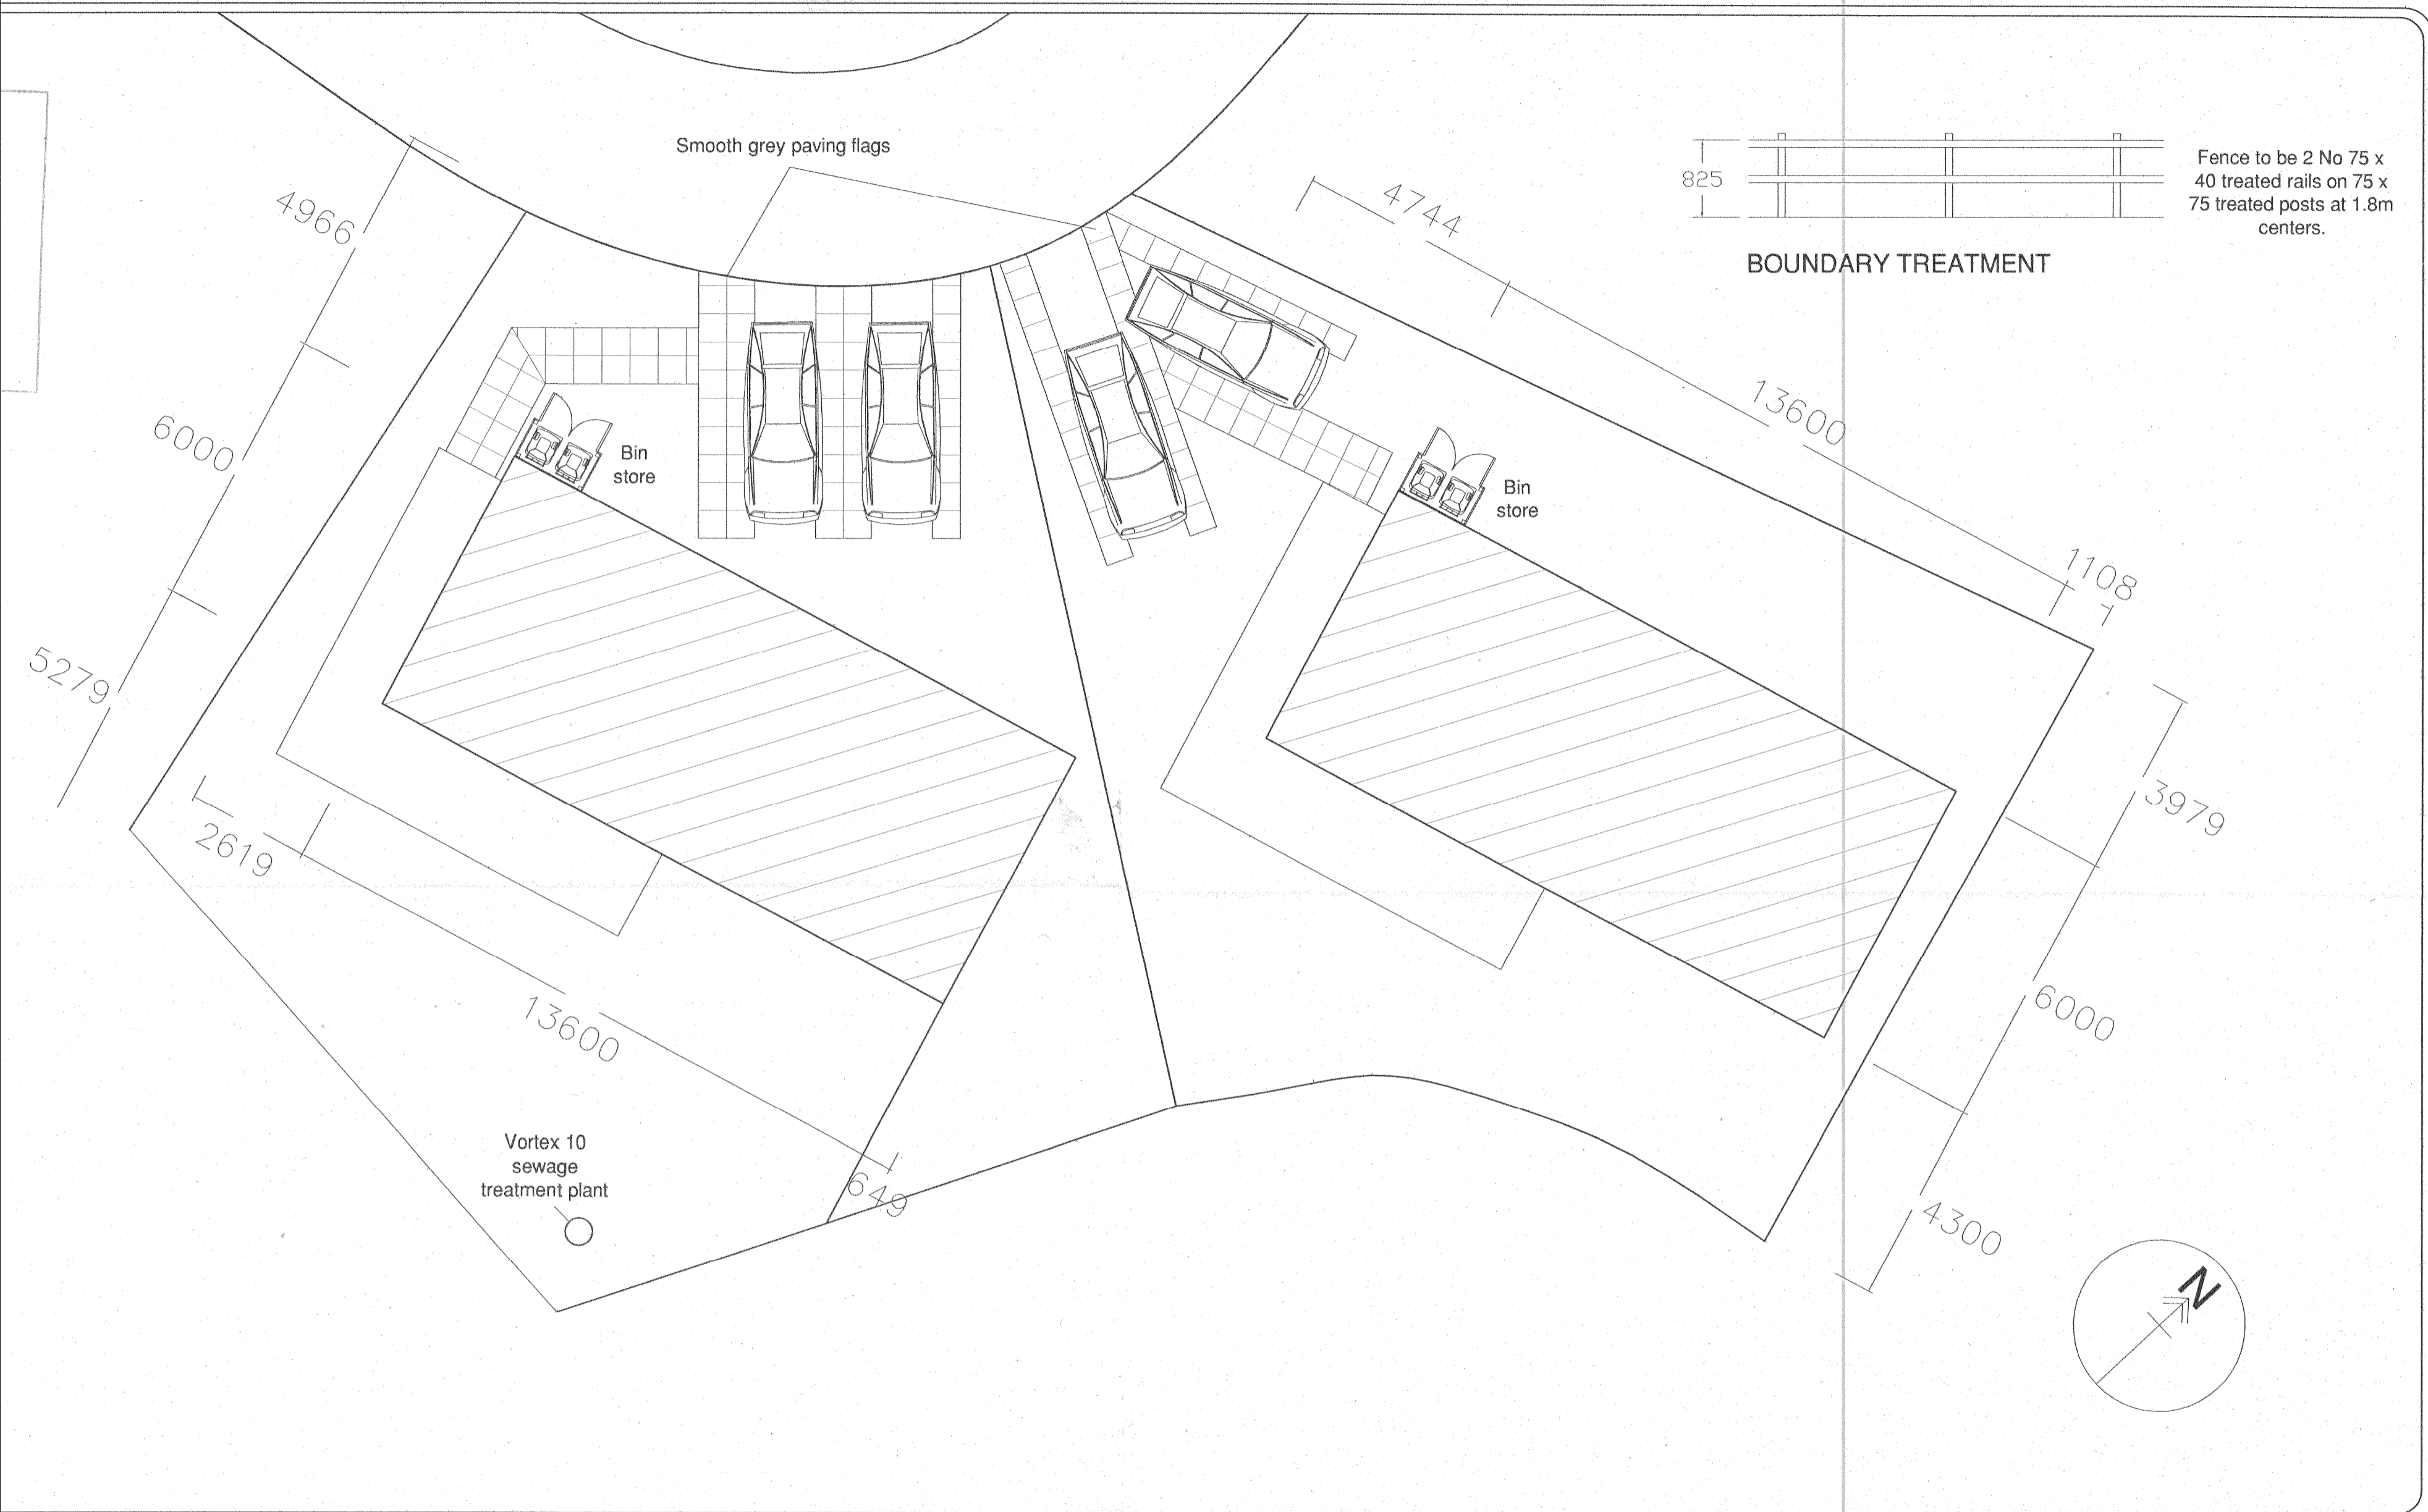 Smooth grey paving flags
4966
6000
5279
2619
13600
649
Bin
store
Bin
store
Vortex 10
sewage
treatment plant
4744
13600
1108
3979
6000
4300
825
Fence to be 2 No 75 x
40 treated rails on 75 x
75 treated posts at 1.8m
centers.
BOUNDARY TREATMENT
N